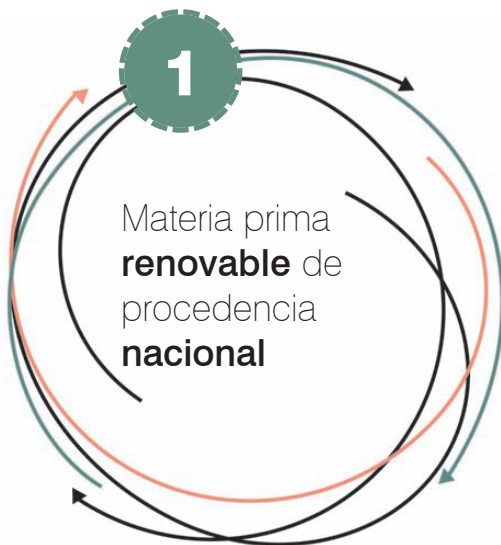 1
Materia prima
renovable de
procedencia
nacional